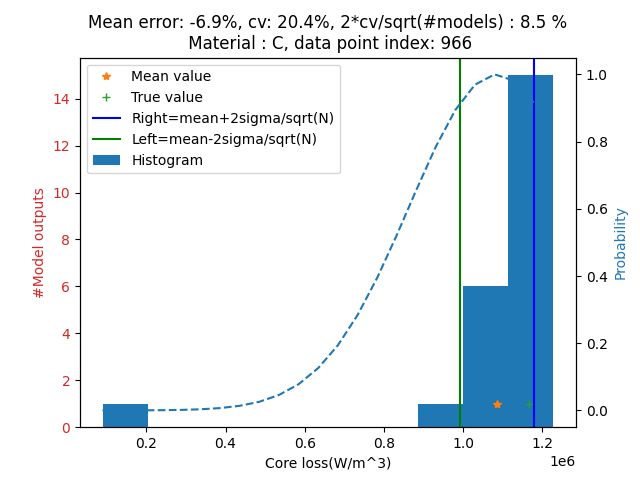 Mean error: -6.9%, cv: 20.4%, 2*cv/sqrt(#models) : 8.5 %
Material : C, data point index: 966
Mean value
True value
Right=mean+2sigma/sqrt(N)
Left=mean-2sigma/sqrt(N)
Histogram
#Model outputs
14
12
10
8
6
4
2
0
1.0
0.8
0.6
0.4
0.2
0.0
Probability
0.2
0.4
0.6
0.8
1.0
1.2
1e6
Core loss(W/m^3)